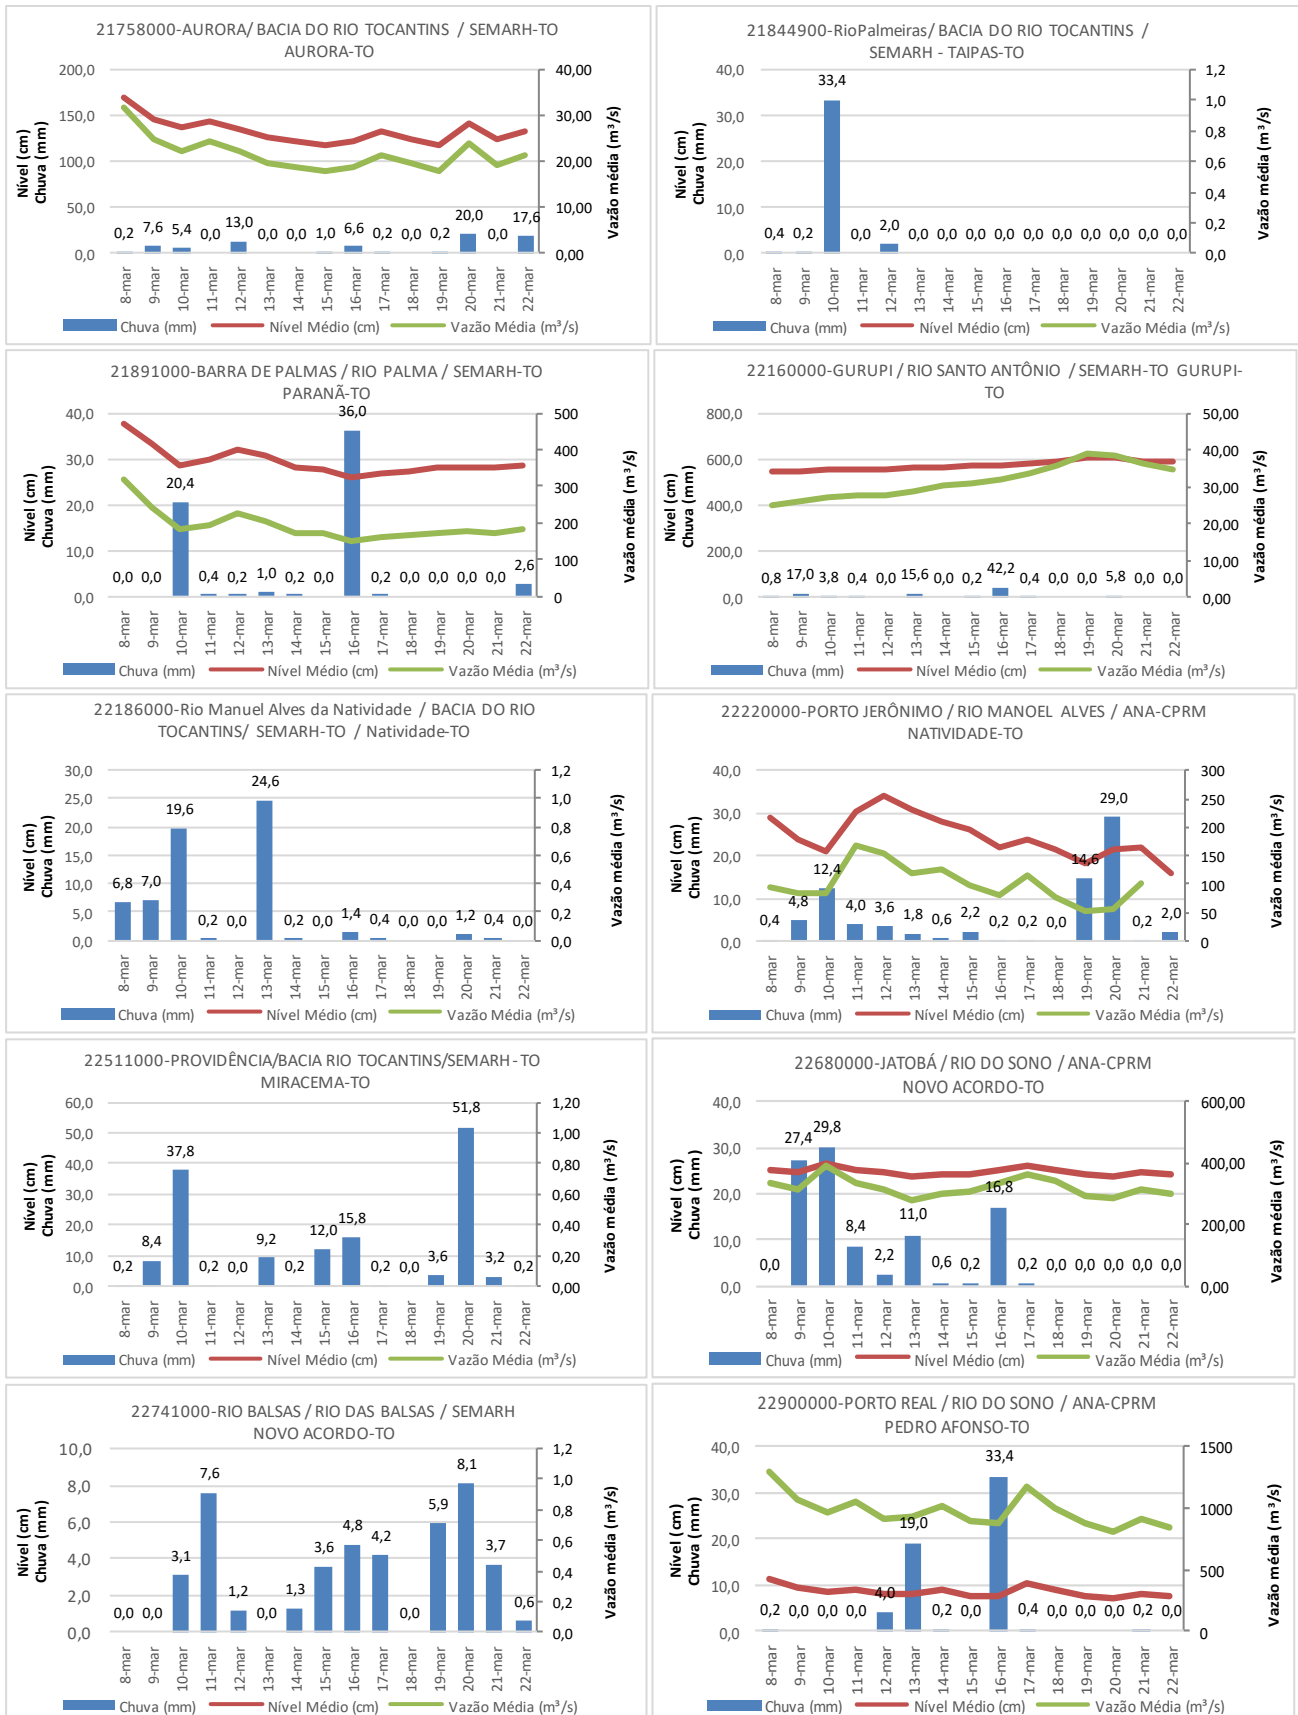 21758000-AURORA/ BACIA DO RIO TOCANTINS / SEMARH-TO
AURORA-TO
200,0
150,0
100,0
50,0
0,0
Nível (cm)
Chuva (mm)
40,00
30,00
20,00
10,00
0,00
Vazão média (m³/s)
0,2 7,6 5,4 0,0 13,0 0,0 0,0 1,0 6,6 0,2 0,0 0,2 20,0 0,0 17,6
8-mar 9-mar 10-mar 11-mar 12-mar 13-mar 14-mar 15-mar 16-mar 17-mar 18-mar 19-mar 20-mar 21-mar 22-mar
Chuva (mm) Nível Médio (cm) Vazão Média (m³/s)
21844900-RioPalmeiras/ BACIA DO RIO TOCANTINS /
SEMARH - TAIPAS-TO
40,0
30,0
20,0
10,0
0,0
Nível (cm)
Chuva (mm)
1,2
1,0
0,8
0,6
0,4
0,2
0,0
Vazão média (m³/s)
0,4 0,2 33,4 0,0 2,0 0,0 0,0 0,0 0,0 0,0 0,0 0,0 0,0 0,0 0,0
8-mar 9-mar 10-mar 11-mar 12-mar 13-mar 14-mar 15-mar 16-mar 17-mar 18-mar 19-mar 20-mar 21-mar 22-mar
Chuva (mm) Nível Médio (cm) Vazão Média (m³/s)
21891000-BARRA DE PALMAS / RIO PALMA / SEMARH-TO
PARANÃ-TO
40,0
30,0
20,0
10,0
0,0
Nível (cm)
Chuva (mm)
500
400
300
200
100
0
Vazão média (m³/s)
0,0 0,0 20,4 0,4 0,2 1,0 0,2 0,0 36,0 0,2 0,0 0,0 0,0 0,0 2,6
8-mar 9-mar 10-mar 11-mar 12-mar 13-mar 14-mar 15-mar 16-mar 17-mar 18-mar 19-mar 20-mar 21-mar 22-mar
Chuva (mm) Nível Médio (cm) Vazão Média (m³/s)
22160000-GURUPI / RIO SANTO ANTÔNIO / SEMARH-TO GURUPI-
TO
800,0
600,0
400,0
200,0
0,0
Nível (cm)
Chuva (mm)
50,00
40,00
30,00
20,00
10,00
0,00
Vazão média (m³/s)
0,8 17,0 3,8 0,4 0,0 15,6 0,0 0,2 42,2 0,4 0,0 0,0 5,8 0,0 0,0
8-mar 9-mar 10-mar 11-mar 12-mar 13-mar 14-mar 15-mar 16-mar 17-mar 18-mar 19-mar 20-mar 21-mar 22-mar
Chuva (mm) Nível Médio (cm) Vazão Média (m³/s)
22186000-Rio Manuel Alves da Natividade / BACIA DO RIO
TOCANTINS/ SEMARH-TO / Natividade-TO
30,0
25,0
20,0
15,0
10,0
5,0
0,0
Nível (cm)
Chuva (mm)
1,2
1,0
0,8
0,6
0,4
0,2
0,0
Vazão média (m³/s)
6,8 7,0 19,6 0,2 0,0 24,6 0,2 0,0 1,4 0,4 0,0 0,0 1,2 0,4 0,0
8-mar 9-mar 10-mar 11-mar 12-mar 13-mar 14-mar 15-mar 16-mar 17-mar 18-mar 19-mar 20-mar 21-mar 22-mar
Chuva (mm) Nível Médio (cm) Vazão Média (m³/s)
22220000-PORTO JERÔNIMO / RIO MANOEL ALVES / ANA-CPRM
NATIVIDADE-TO
40,0
30,0
20,0
10,0
0,0
Nível (cm)
Chuva (mm)
300
250
200
150
100
50
0
Vazão média (m³/s)
0,4 4,8 12,4 4,0 3,6 1,8 0,6 2,2 0,2 0,2 0,0 14,6 29,0 0,2 2,0
8-mar 9-mar 10-mar 11-mar 12-mar 13-mar 14-mar 15-mar 16-mar 17-mar 18-mar 19-mar 20-mar 21-mar 22-mar
Chuva (mm) Nível Médio (cm) Vazão Média (m³/s)
22511000-PROVIDÊNCIA/BACIA RIO TOCANTINS/SEMARH-TO
MIRACEMA-TO
60,0
50,0
40,0
30,0
20,0
10,0
0,0
Nível (cm)
Chuva (mm)
1,20
1,00
0,80
0,60
0,40
0,20
0,00
Vazão média (m³/s)
0,2 8,4 37,8 0,2 0,0 9,2 0,2 12,0 15,8 0,2 0,0 3,6 51,8 3,2 0,2
8-mar 9-mar 10-mar 11-mar 12-mar 13-mar 14-mar 15-mar 16-mar 17-mar 18-mar 19-mar 20-mar 21-mar 22-mar
Chuva (mm) Nível Médio (cm) Vazão Média (m³/s)
22680000-JATOBÁ / RIO DO SONO / ANA-CPRM
NOVO ACORDO-TO
40,0
30,0
20,0
10,0
0,0
Nível (cm)
Chuva (mm)
600,00
400,00
200,00
0,00
Vazão média (m³/s)
0,0 27,4 29,8 8,4 2,2 11,0 0,6 0,2 16,8 0,2 0,0 0,0 0,0 0,0 0,0
8-mar 9-mar 10-mar 11-mar 12-mar 13-mar 14-mar 15-mar 16-mar 17-mar 18-mar 19-mar 20-mar 21-mar 22-mar
Chuva (mm) Nível Médio (cm) Vazão Média (m³/s)
22741000-RIO BALSAS / RIO DAS BALSAS / SEMARH
NOVO ACORDO-TO
10,0
8,0
6,0
4,0
2,0
0,0
Nível (cm)
Chuva (mm)
1,2
1,0
0,8
0,6
0,4
0,2
0,0
Vazão média (m³/s)
0,0 0,0 3,1 7,6 1,2 0,0 1,3 3,6 4,8 4,2 0,0 5,9 8,1 3,7 0,6
8-mar 9-mar 10-mar 11-mar 12-mar 13-mar 14-mar 15-mar 16-mar 17-mar 18-mar 19-mar 20-mar 21-mar 22-mar
Chuva (mm) Nível Médio (cm) Vazão Média (m³/s)
22900000-PORTO REAL / RIO DO SONO / ANA-CPRM
PEDRO AFONSO-TO
40,0
30,0
20,0
10,0
0,0
Nível (cm)
Chuva (mm)
1500
1000
500
0
Vazão média (m³/s)
0,2 0,0 0,0 0,0 4,0 19,0 0,2 0,0 33,4 0,4 0,0 0,0 0,0 0,2 0,0
8-mar 9-mar 10-mar 11-mar 12-mar 13-mar 14-mar 15-mar 16-mar 17-mar 18-mar 19-mar 20-mar 21-mar 22-mar
Chuva (mm) Nível Médio (cm) Vazão Média (m³/s)